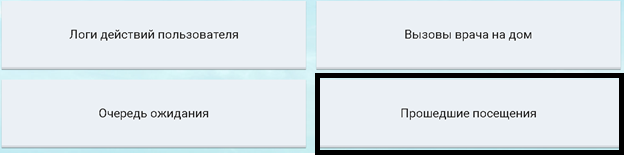 Логи действий пользователя
Вызовы врача на дом
Очередь ожидания
Прошедшие посещения